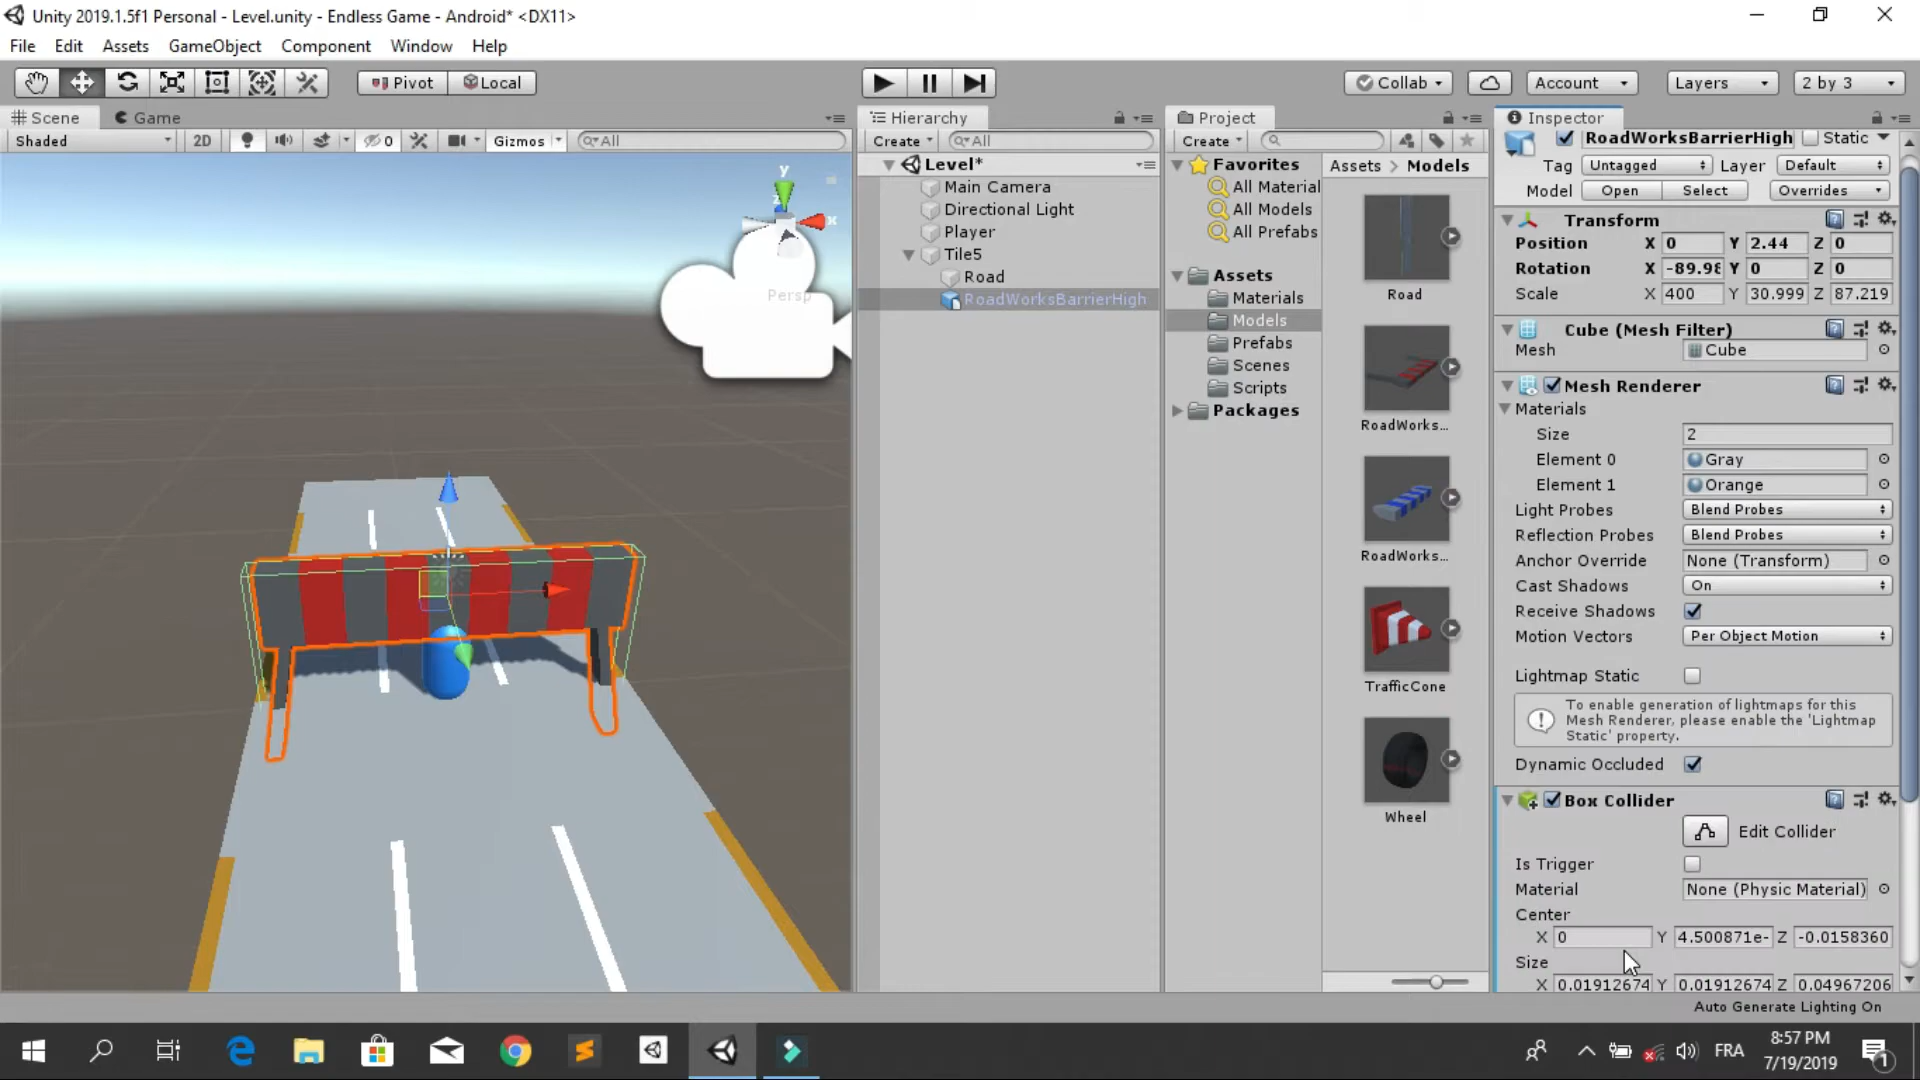 Unity 2019.1.5f1 Personal - Level.unity - Endless Game - Android* <DX11>
File Edit Assets GameObject Component Window Help
Pivot Local Collab Account Layers 2 by 3
Scene Game
Shaded 2D 0 Gizmos All
Hierarchy
Create All
Level*
Main Camera
Directional Light
Player
Tile5
Road
RoadWorksBarrierHigh
y
x
z
Persp
Project
Create
Favorites
All Material
All Models
All Prefabs
Assets
Materials
Models
Prefabs
Scenes
Scripts
Packages
Assets > Models
Road
RoadWorks...
RoadWorks...
TrafficCone
Wheel
Inspector
RoadWorksBarrierHigh Static
Tag Untagged Layer Default
Model Open Select Overrides
Transform
Position X 0 Y 2.44 Z 0
Rotation X -89.98 Y 0 Z 0
Scale X 400 Y 30.999 Z 87.219
Cube (Mesh Filter)
Mesh Cube
Mesh Renderer
Materials
Size 2
Element 0 Gray
Element 1 Orange
Light Probes Blend Probes
Reflection Probes Blend Probes
Anchor Override None (Transform)
Cast Shadows On
Receive Shadows
Motion Vectors Per Object Motion
Lightmap Static
To enable generation of lightmaps for this
Mesh Renderer, please enable the 'Lightmap
Static' property.
Dynamic Occluded
Box Collider
Edit Collider
Is Trigger
Material None (Physic Material)
Center
X 0 Y 4.500871e- Z -0.0158360
Size
X 0.01912674 Y 0.01912674 Z 0.04967206
Auto Generate Lighting On
FRA
8:57 PM
7/19/2019
1